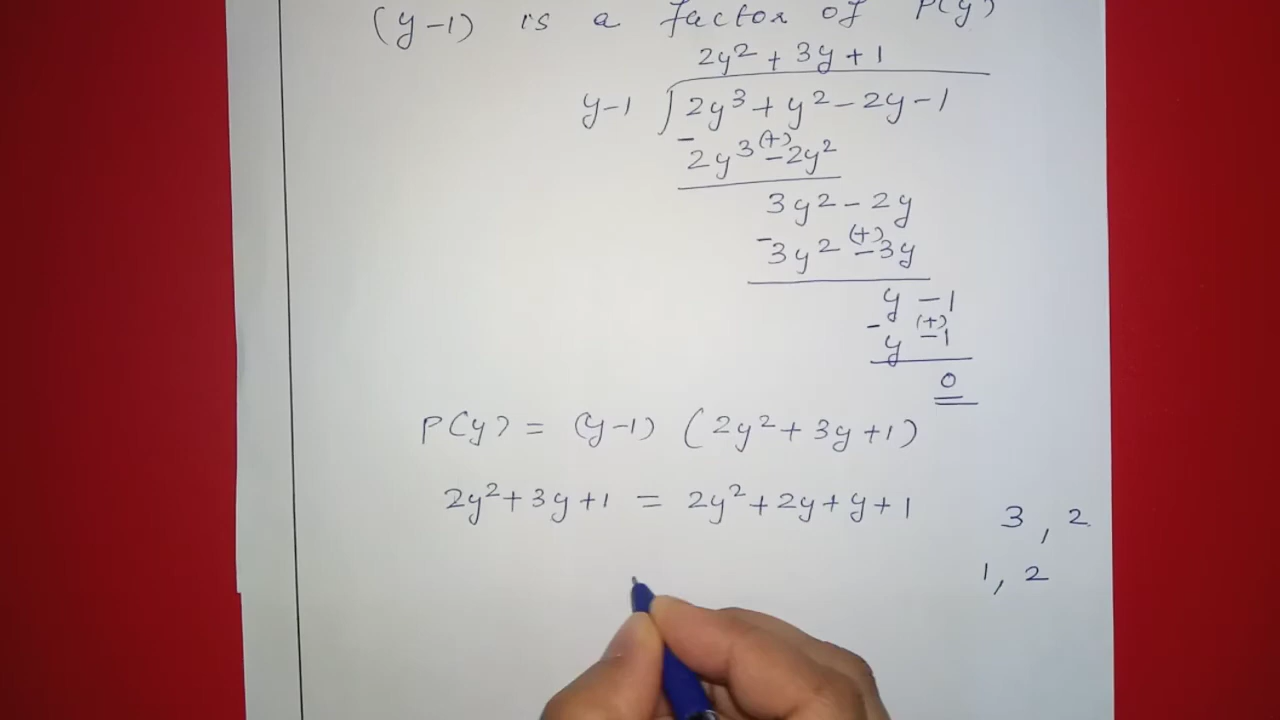 (y-1) is a factor of P(y)
2y² + 3y + 1
y-1 ) 2y³ + y² - 2y - 1
- (+)
2y³ - 2y²
3y² - 2y
- (+)
3y² - 3y
y - 1
- (+)
y - 1
0
P(y) = (y-1) (2y² + 3y + 1)
2y² + 3y + 1 = 2y² + 2y + y + 1
3 , 2
1, 2